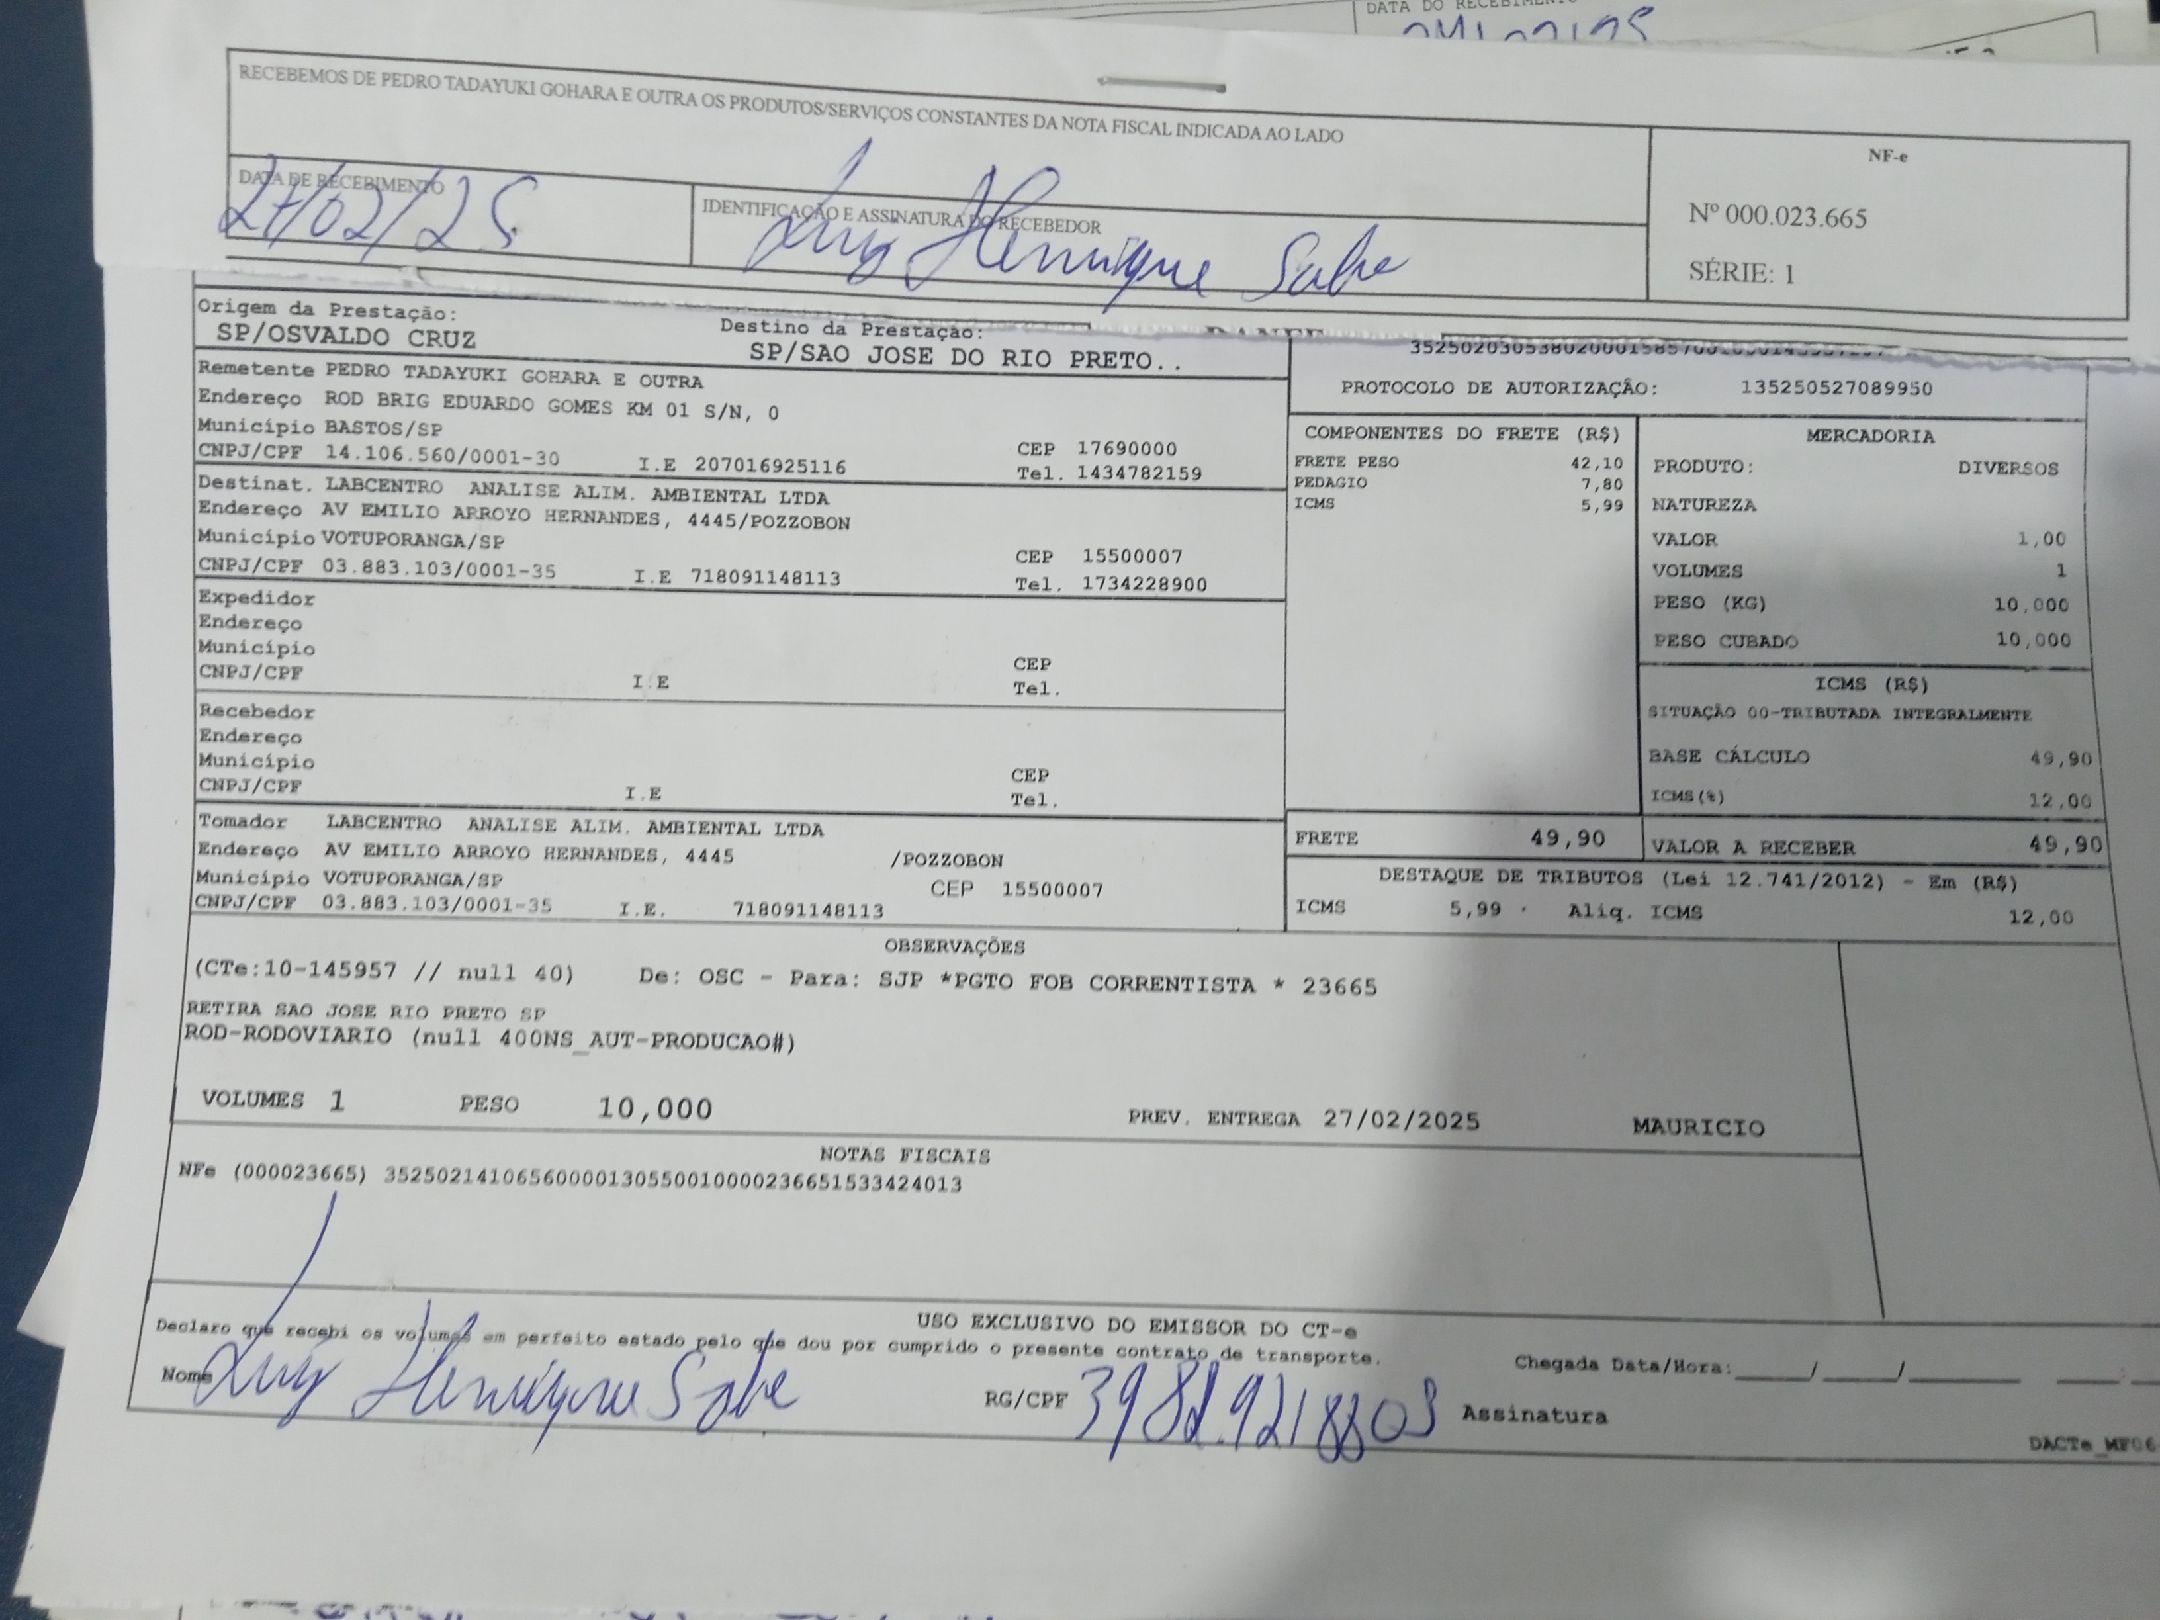 DATA DO RECEBIMENTO
RECEBEMOS DE PEDRO TADAYUKI GOHARA E OUTRA OS PRODUTOS/SERVIÇOS CONSTANTES DA NOTA FISCAL INDICADA AO LADO
NF-e
Nº 000.023.665
SÉRIE: 1
DATA DE RECEBIMENTO
27/02/25
IDENTIFICAÇÃO E ASSINATURA DO RECEBEDOR
Luiz Henrique
Origem da Prestação:
SP/OSVALDO CRUZ
Destino da Prestação:
SP/SAO JOSE DO RIO PRETO..
DANFE
PROTOCOLO DE AUTORIZAÇÃO: 135250527089950
Remetente PEDRO TADAYUKI GOHARA E OUTRA
Endereço ROD BRIG EDUARDO GOMES KM 01 S/N, 0
Município BASTOS/SP
CEP 17690000
CNPJ/CPF 14.106.560/0001-30 I.E 207016925116 Tel. 1434782159
Destinat. LABCENTRO ANALISE ALIM. AMBIENTAL LTDA
Endereço AV EMILIO ARROYO HERNANDES, 4445/POZZOBON
Município VOTUPORANGA/SP
CEP 15500007
CNPJ/CPF 03.883.103/0001-35 I.E 718091148113 Tel. 1734228900
Expedidor
Endereço
Município
CEP
CNPJ/CPF I.E Tel.
Recebedor
Endereço
Município
CEP
CNPJ/CPF I.E Tel.
Tomador LABCENTRO ANALISE ALIM. AMBIENTAL LTDA
Endereço AV EMILIO ARROYO HERNANDES, 4445 /POZZOBON
Município VOTUPORANGA/SP CEP 15500007
CNPJ/CPF 03.883.103/0001-35 I.E. 718091148113
COMPONENTES DO FRETE (R$)
FRETE PESO 42,10
PEDAGIO 7,80
ICMS 5,99
MERCADORIA
PRODUTO: DIVERSOS
NATUREZA
VALOR 1,00
VOLUMES 1
PESO (KG) 10,000
PESO CUBADO 10,000
ICMS (R$)
SITUAÇÃO 00-TRIBUTADA INTEGRALMENTE
BASE CÁLCULO 49,90
ICMS(%) 12,00
FRETE 49,90
VALOR A RECEBER 49,90
DESTAQUE DE TRIBUTOS (Lei 12.741/2012) - Em (R$)
ICMS 5,99 Aliq. ICMS 12,00
OBSERVAÇÕES
(CTe:10-145957 // null 40) De: OSC - Para: SJP *PGTO FOB CORRENTISTA * 23665
RETIRA SAO JOSE RIO PRETO SP
ROD-RODOVIARIO (null 400NS_AUT-PRODUCAO#)
VOLUMES 1 PESO 10,000 PREV. ENTREGA 27/02/2025 MAURICIO
NOTAS FISCAIS
NFe (000023665) 35250214106560000130550010000236651533424013
USO EXCLUSIVO DO EMISSOR DO CT-e
Declaro que recebi os volumes em perfeito estado pelo que dou por cumprido o presente contrato de transporte.
Chegada Data/Hora:____/____/____
Nome Luiz Henrique
RG/CPF
Assinatura